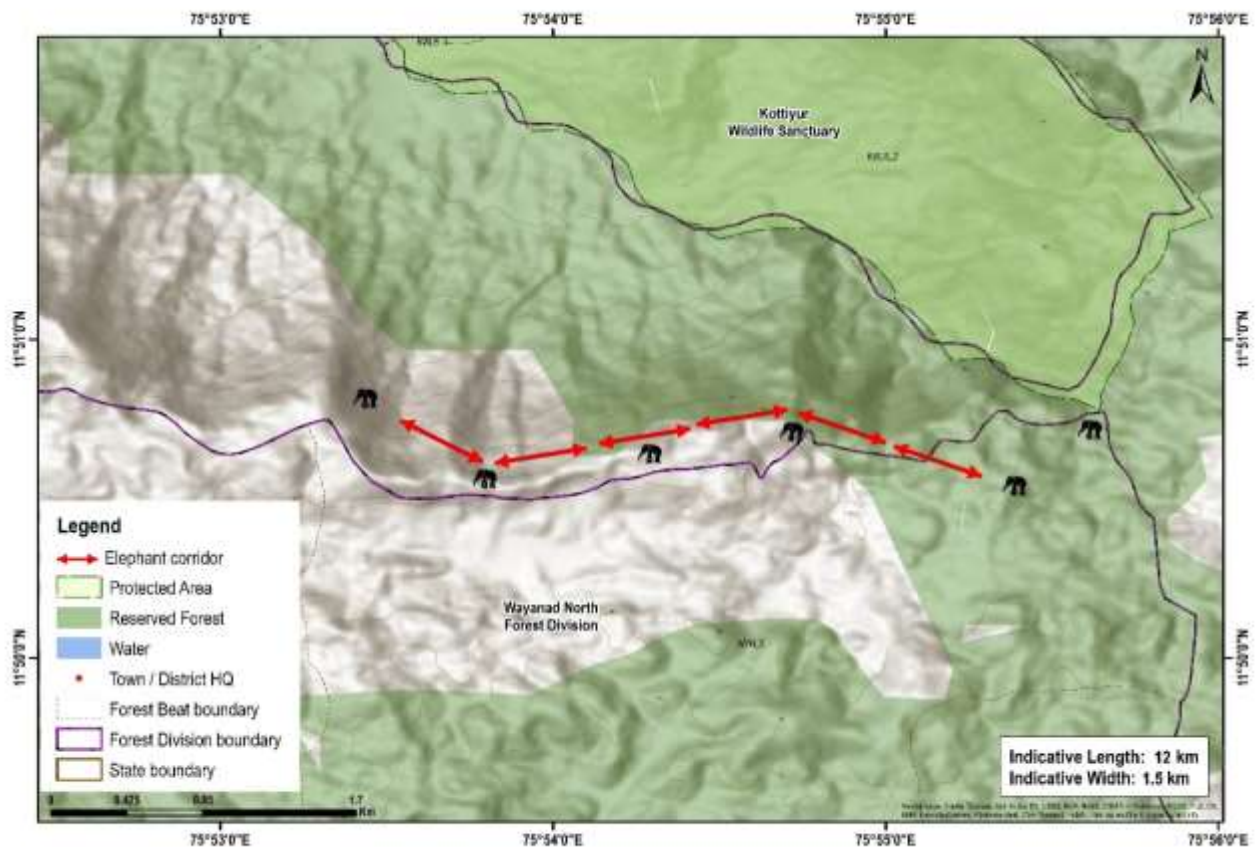 75°53'0"E
75°54'0"E
75°55'0"E
75°56'0"E
N
Kottiyur
Wildlife Sanctuary
11°51'0"N
11°51'0"N
Legend
Elephant corridor
Protected Area
Reserved Forest
Water
Town / District HQ
Forest Beat boundary
Forest Division boundary
State boundary
0 0.425 0.85 1.7
Km
Wayanad North
Forest Division
11°50'0"N
11°50'0"N
Indicative Length: 12 km
Indicative Width: 1.5 km
75°53'0"E
75°54'0"E
75°55'0"E
75°56'0"E